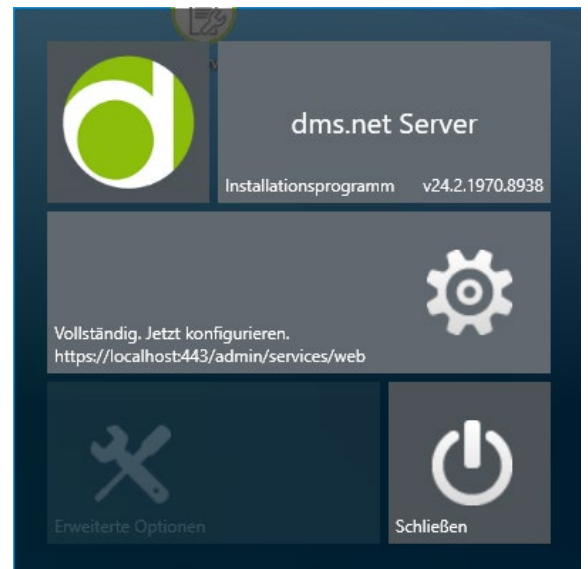 dms.net Server
Installationsprogramm v24.2.1970.8938
Vollständig. Jetzt konfigurieren.
https://localhost:443/admin/services/web
Erweiterte Optionen
Schließen